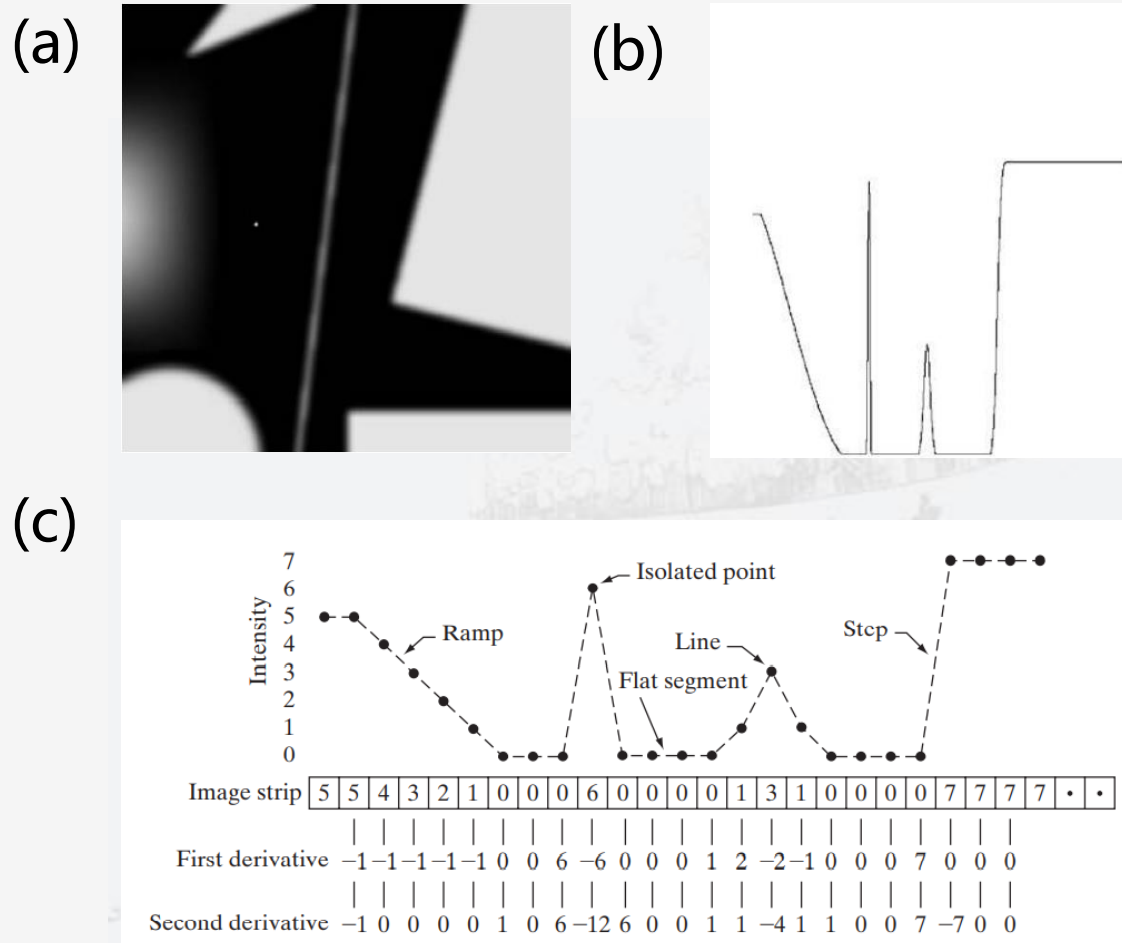 (a)
(b)
(c)
7
6
5
4
3
2
1
0
Intensity
Ramp
Isolated point
Flat segment
Line
Step
Image strip 5 5 4 3 2 1 0 0 0 6 0 0 0 0 1 3 1 0 0 0 0 7 7 7 7 • •
First derivative −1 −1 −1 −1 −1 0 0 6 −6 0 0 0 1 2 −2 −1 0 0 0 7 0 0 0
Second derivative −1 0 0 0 0 1 0 6 −12 6 0 0 1 1 −4 1 1 0 0 7 −7 0 0